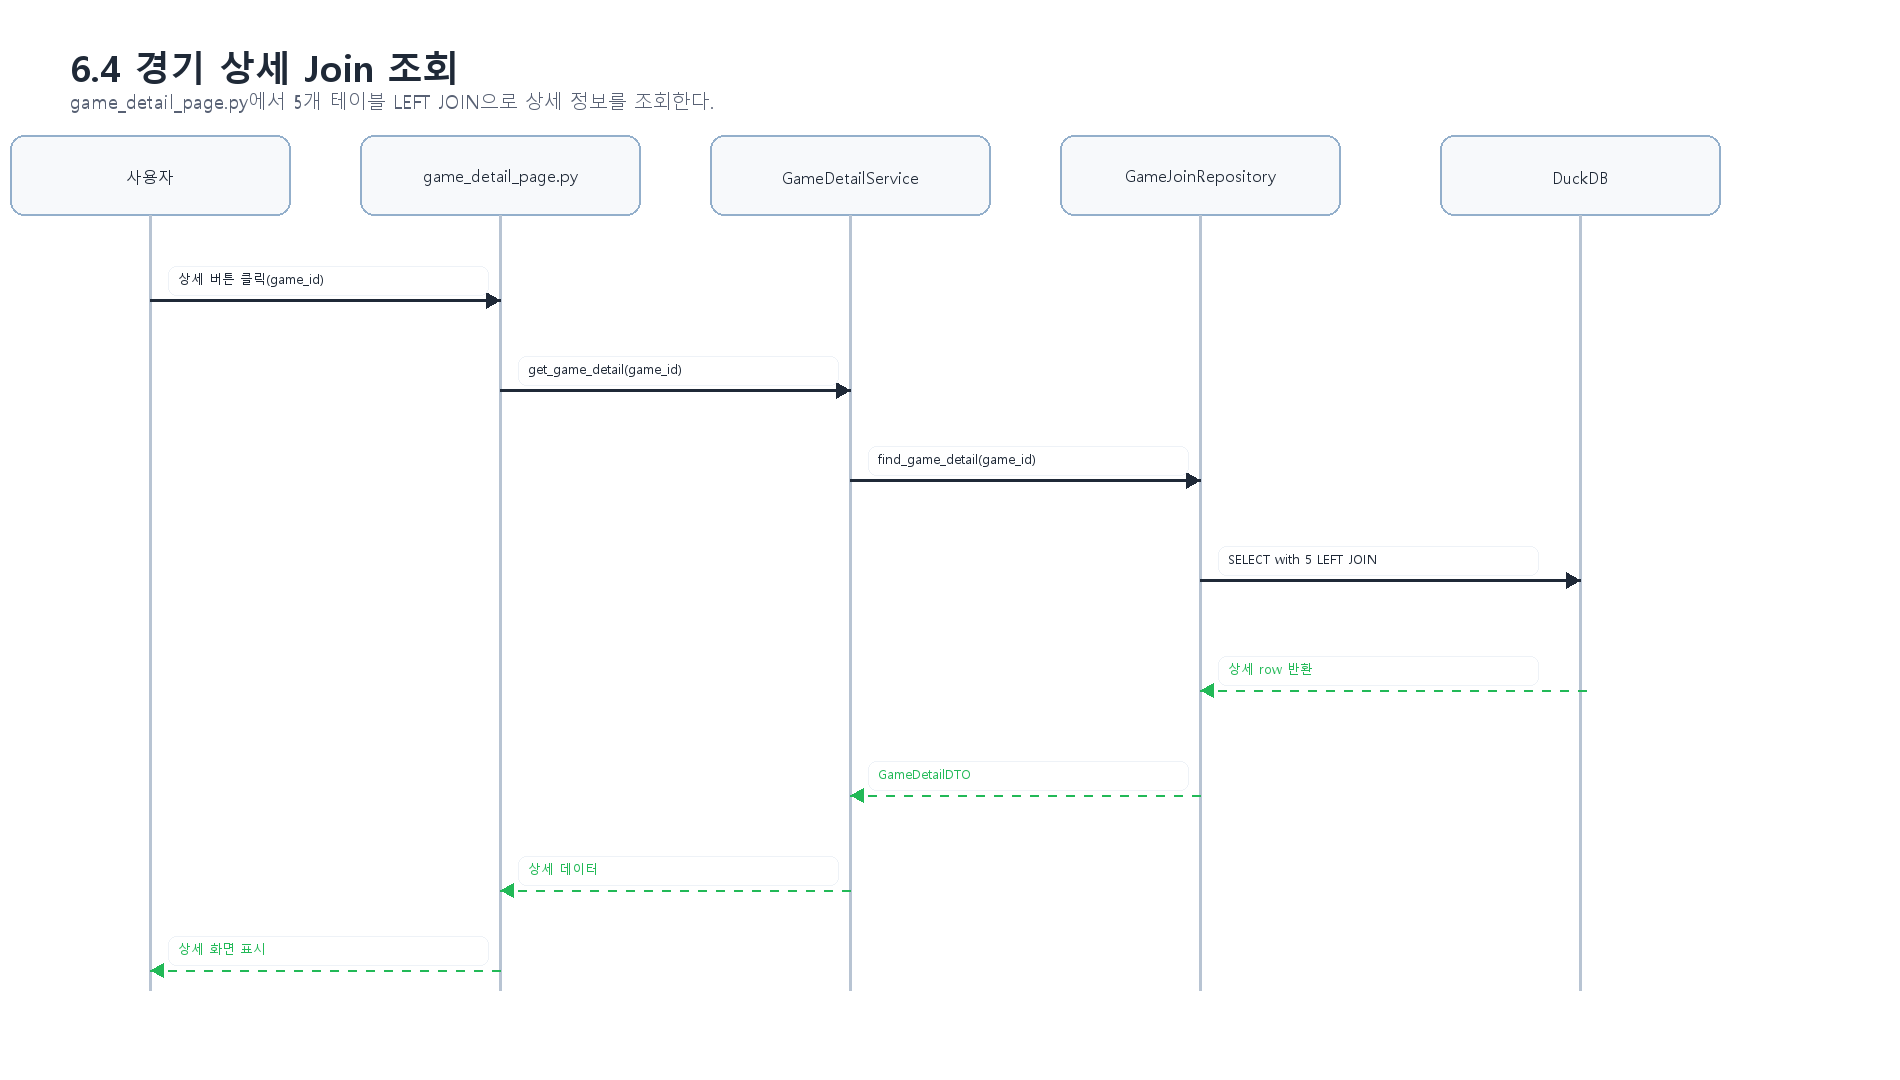 6.4 경기 상세 Join 조회
game_detail_page.py에서 5개 테이블 LEFT JOIN으로 상세 정보를 조회한다.
사용자
game_detail_page.py
GameDetailService
GameJoinRepository
DuckDB
상세 버튼 클릭(game_id)
get_game_detail(game_id)
find_game_detail(game_id)
SELECT with 5 LEFT JOIN
상세 row 반환
GameDetailDTO
상세 데이터
상세 화면 표시